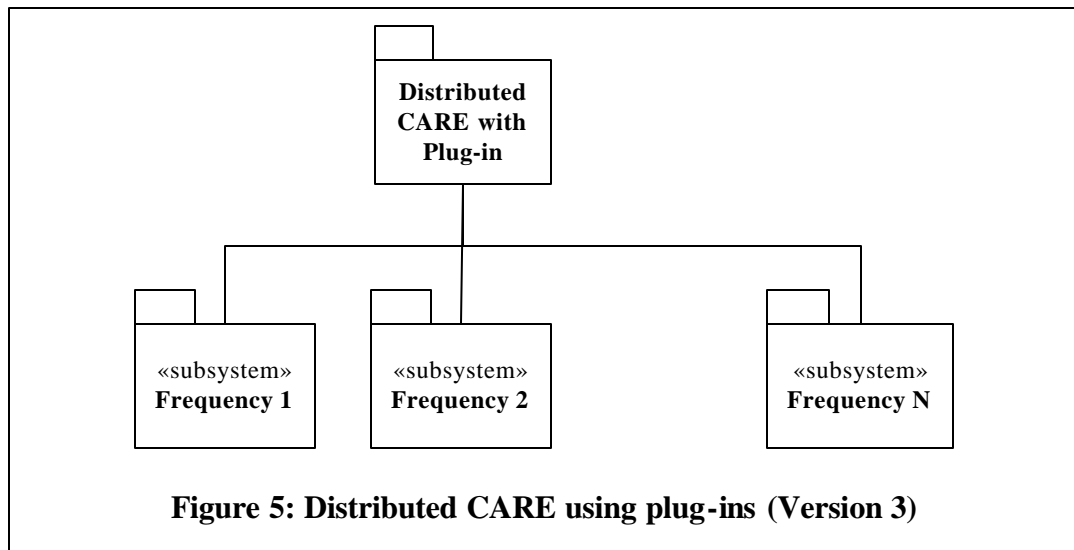 Distributed
CARE with
Plug-in
«subsystem»
Frequency 1
«subsystem»
Frequency 2
«subsystem»
Frequency N
Figure 5: Distributed CARE using plug-ins (Version 3)